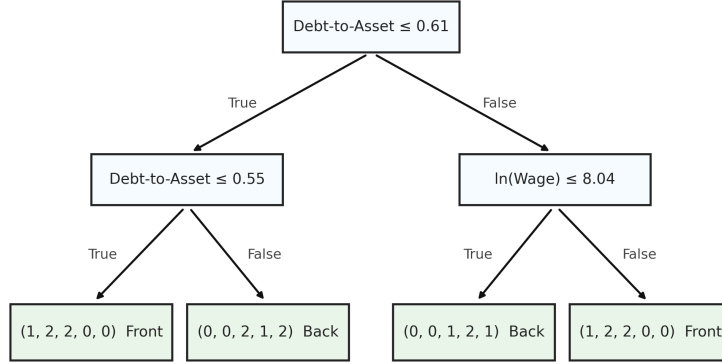 Debt-to-Asset ≤ 0.61
True
False
Debt-to-Asset ≤ 0.55
ln(Wage) ≤ 8.04
True
False
True
False
(1, 2, 2, 0, 0)  Front
(0, 0, 2, 1, 2)  Back
(0, 0, 1, 2, 1)  Back
(1, 2, 2, 0, 0)  Front